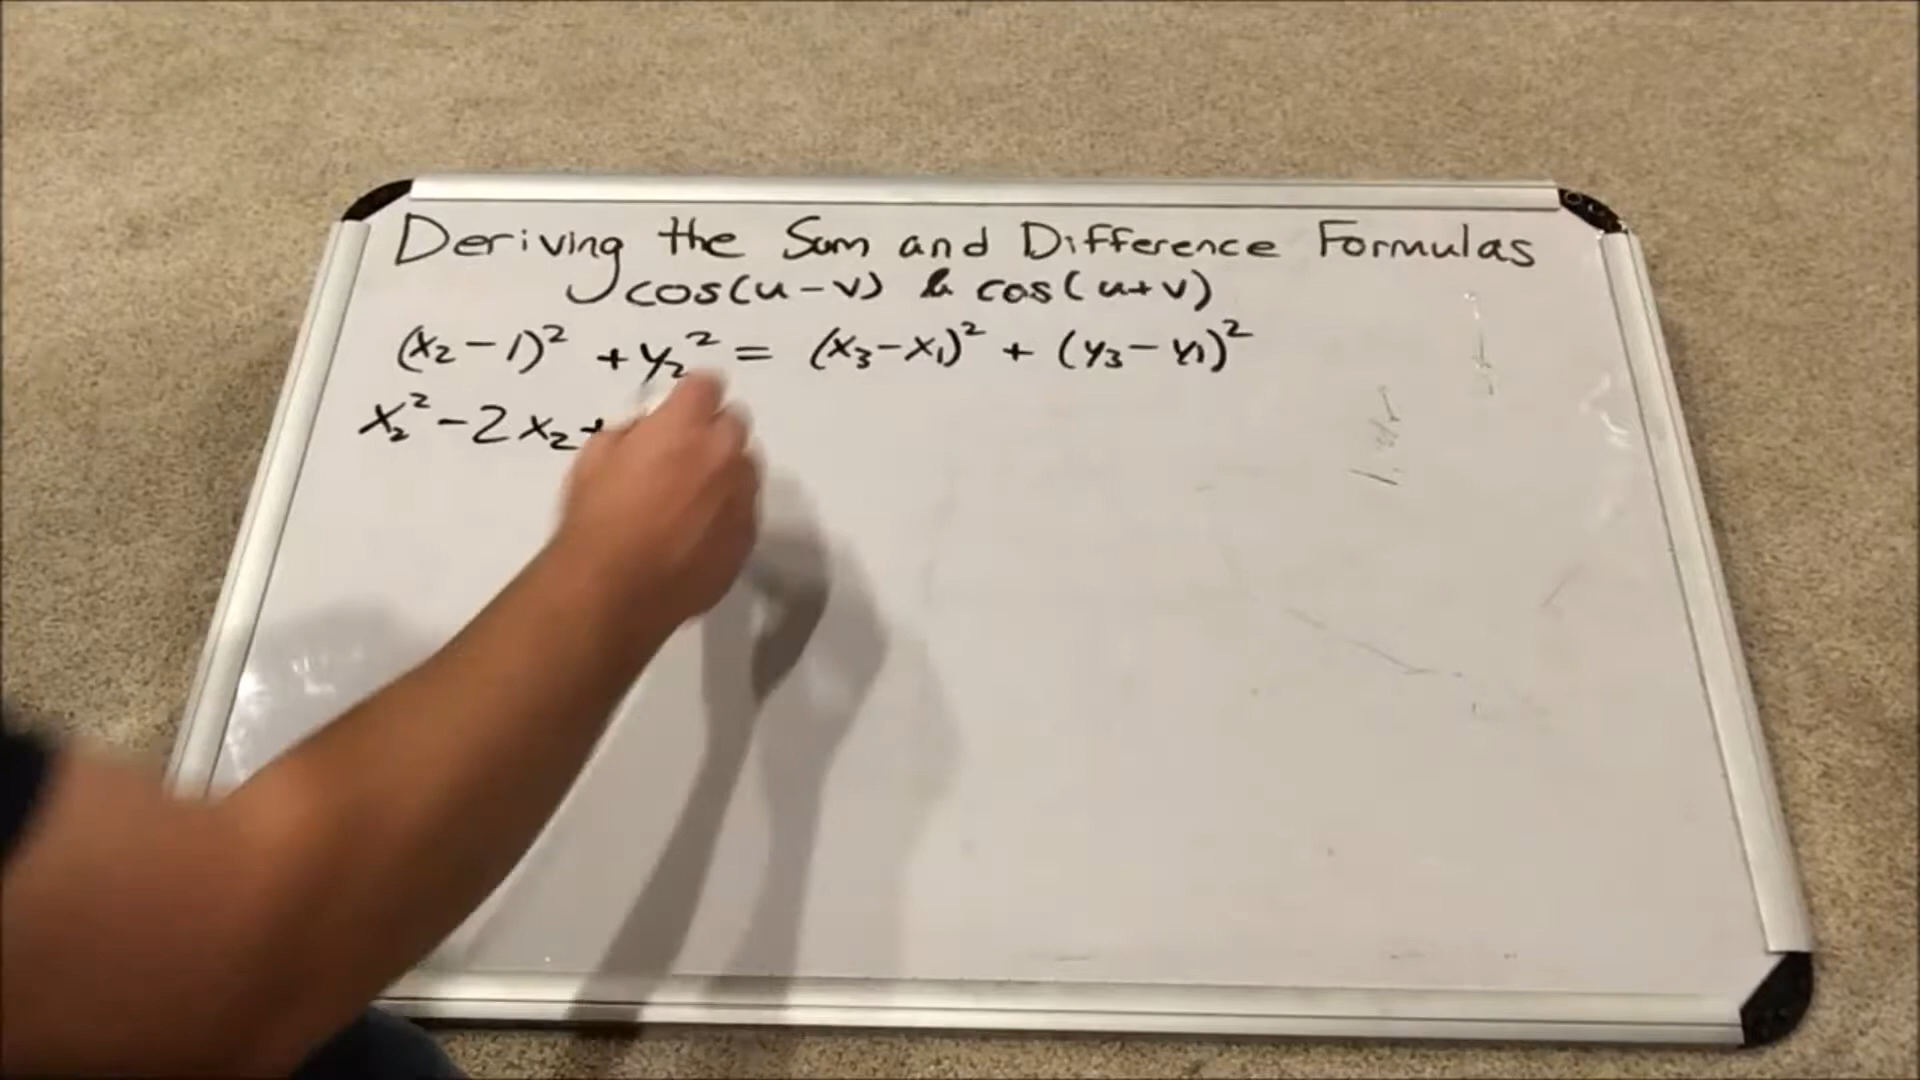 Deriving the Sum and Difference Formulas
cos(u-v) & cos(u+v)
(x₂-1)² + y₂² = (x₃-x₁)² + (y₃-y₁)²
x₂² - 2x₂+